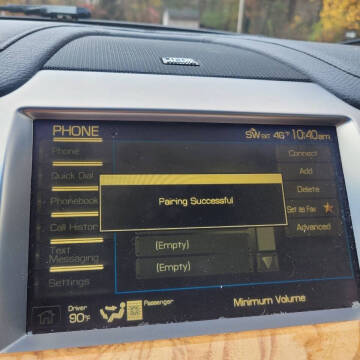 PHONE
SW 4G 10:40am
Phone
Connect
Quick Dial
Add
Pairing Successful
Phonebook
Delete
Set as Fav
Call Histor
(Empty)
Advanced
Text
Messaging
(Empty)
Settings
Minimum Volume
Driver
90°F
Passenger